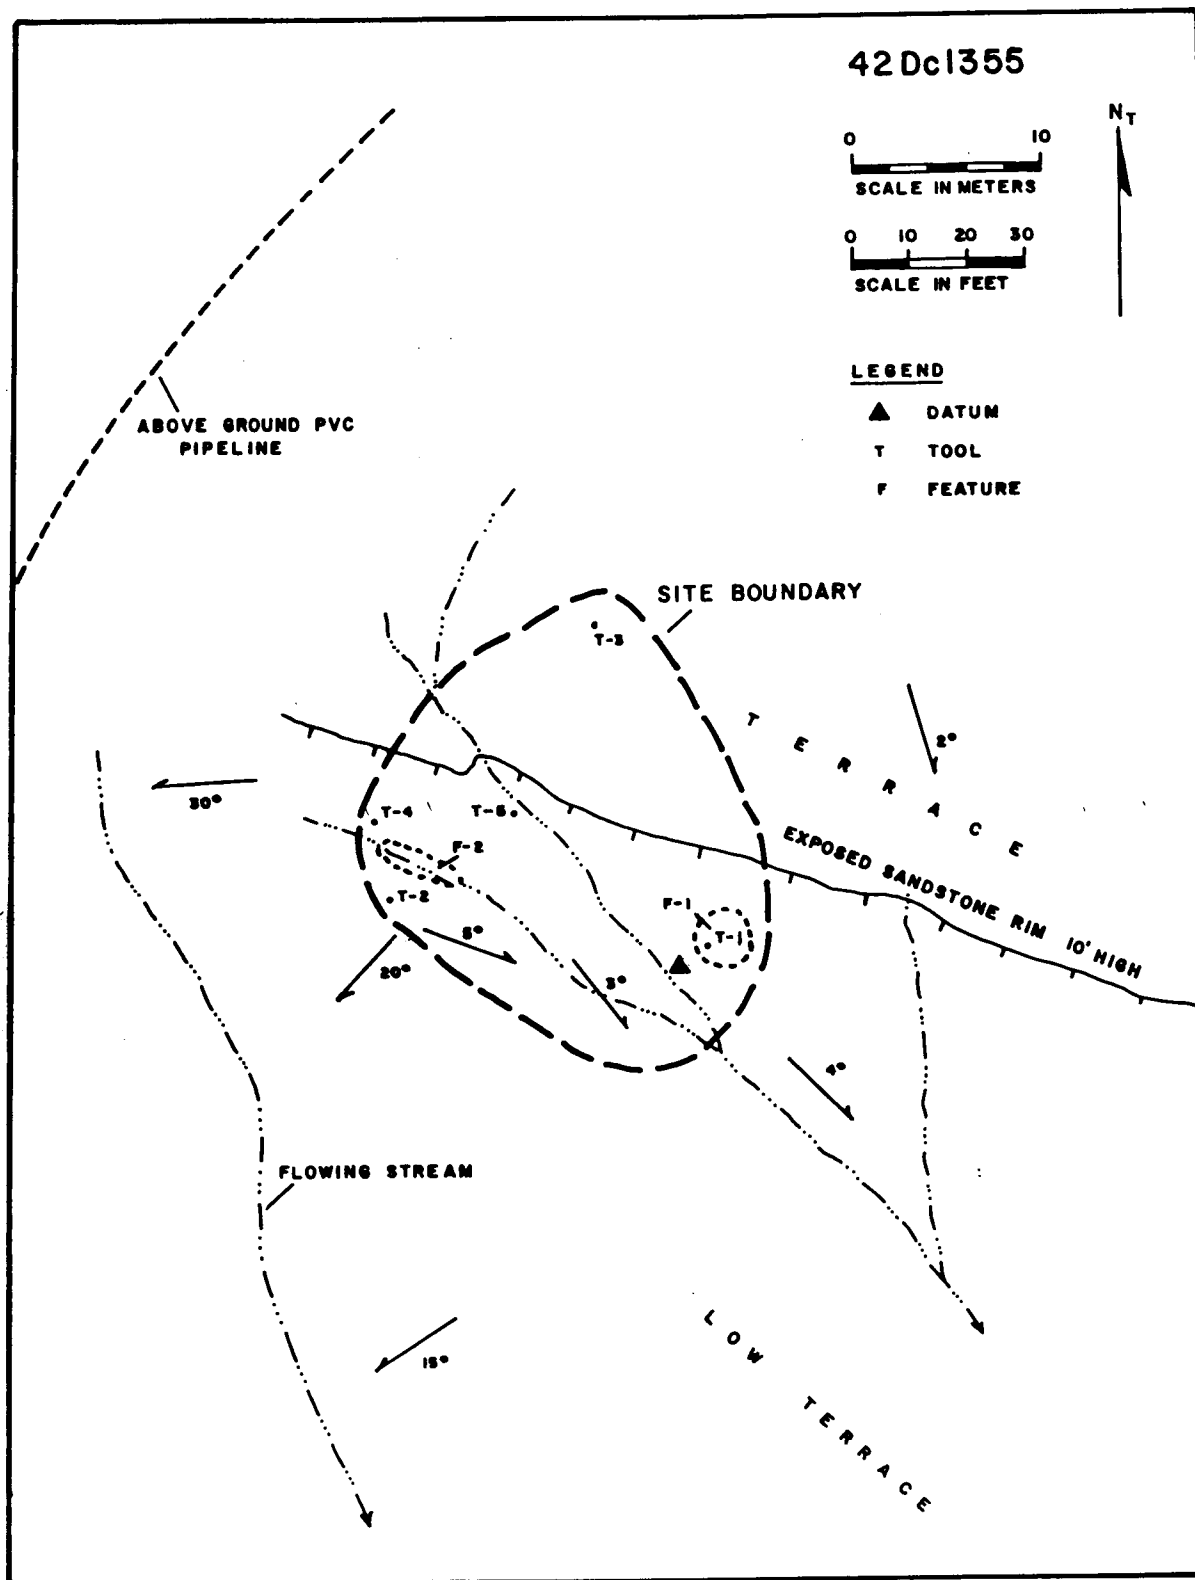 42Dc1355
N_T
0 10
SCALE IN METERS
0 10 20 30
SCALE IN FEET
LEGEND
DATUM
T TOOL
F FEATURE
ABOVE GROUND PVC
PIPELINE
SITE BOUNDARY
T-3
TERRACE
2°
30°
T-4
T-5
F-2
EXPOSED SANDSTONE RIM 10' HIGH
T-2
F-1
T-1
5°
20°
3°
4°
FLOWING STREAM
LOW TERRACE
15°